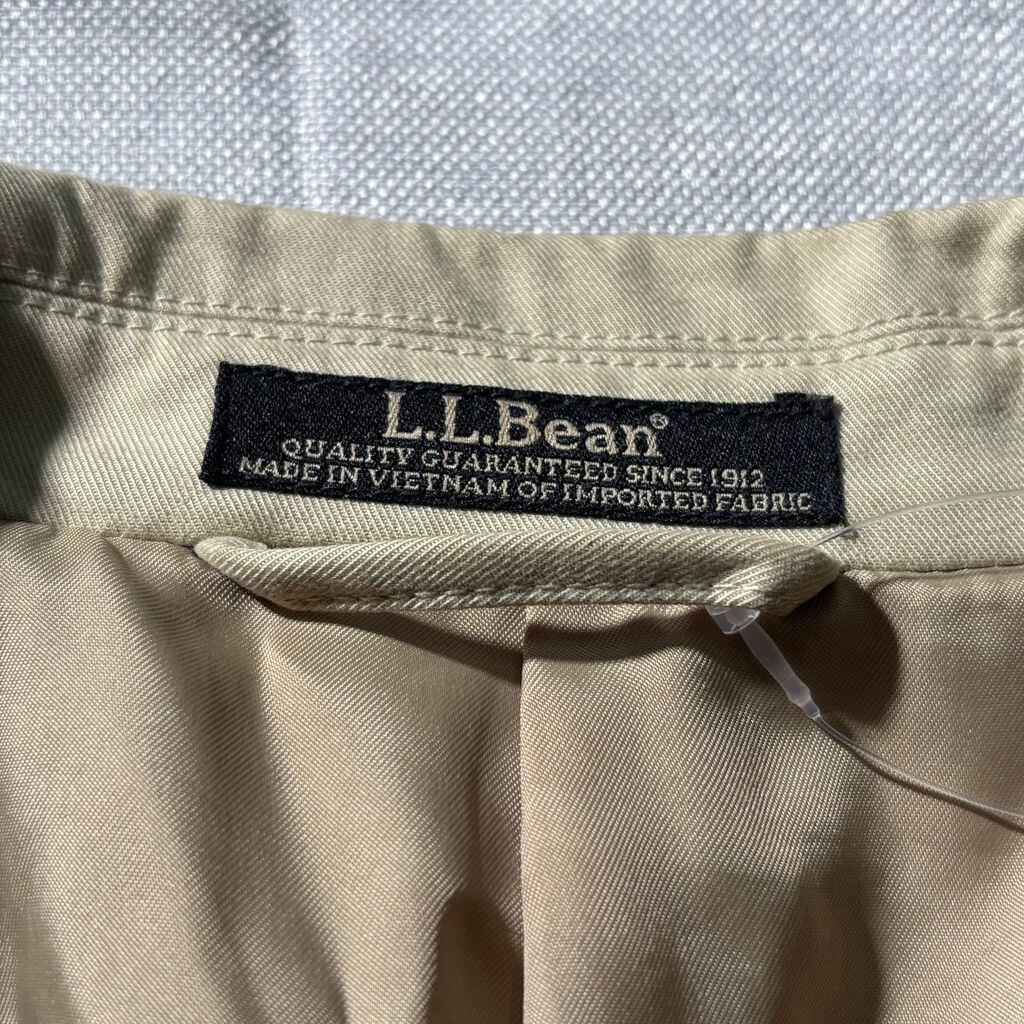 L.L.Bean®
QUALITY GUARANTEED SINCE 1912
MADE IN VIETNAM OF IMPORTED FABRIC